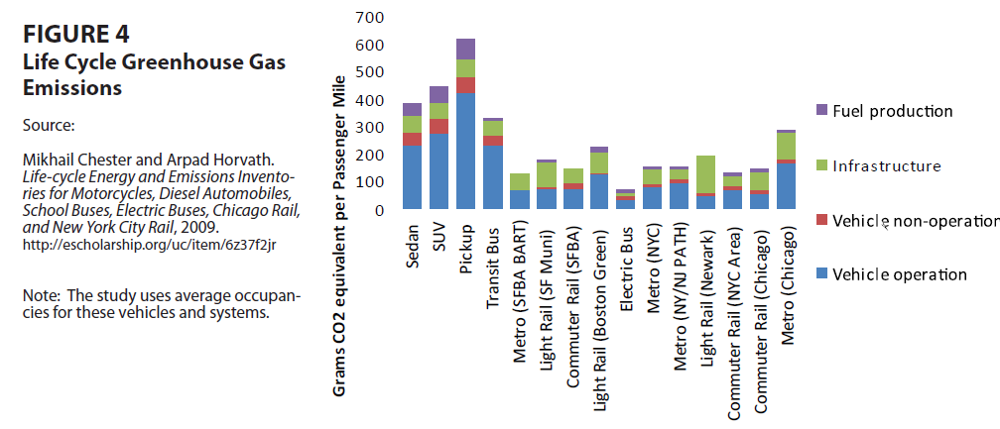 FIGURE 4
Life Cycle Greenhouse Gas
Emissions
Source:
Mikhail Chester and Arpad Horvath.
Life-cycle Energy and Emissions Invento-
ries for Motorcycles, Diesel Automobiles,
School Buses, Electric Buses, Chicago Rail,
and New York City Rail, 2009.
http://escholarship.org/uc/item/6z37f2jr
Note: The study uses average occupan-
cies for these vehicles and systems.
Grams CO2 equivalent per Passenger Mile
700
600
500
400
300
200
100
0
Sedan
SUV
Pickup
Transit Bus
Metro (SFBA BART)
Light Rail (SF Muni)
Commuter Rail (SFBA)
Light Rail (Boston Green)
Electric Bus
Metro (NYC)
Metro (NY/NJ PATH)
Light Rail (Newark)
Commuter Rail (NYC Area)
Commuter Rail (Chicago)
Metro (Chicago)
Fuel production
Infrastructure
Vehicle non-operation
Vehicle operation